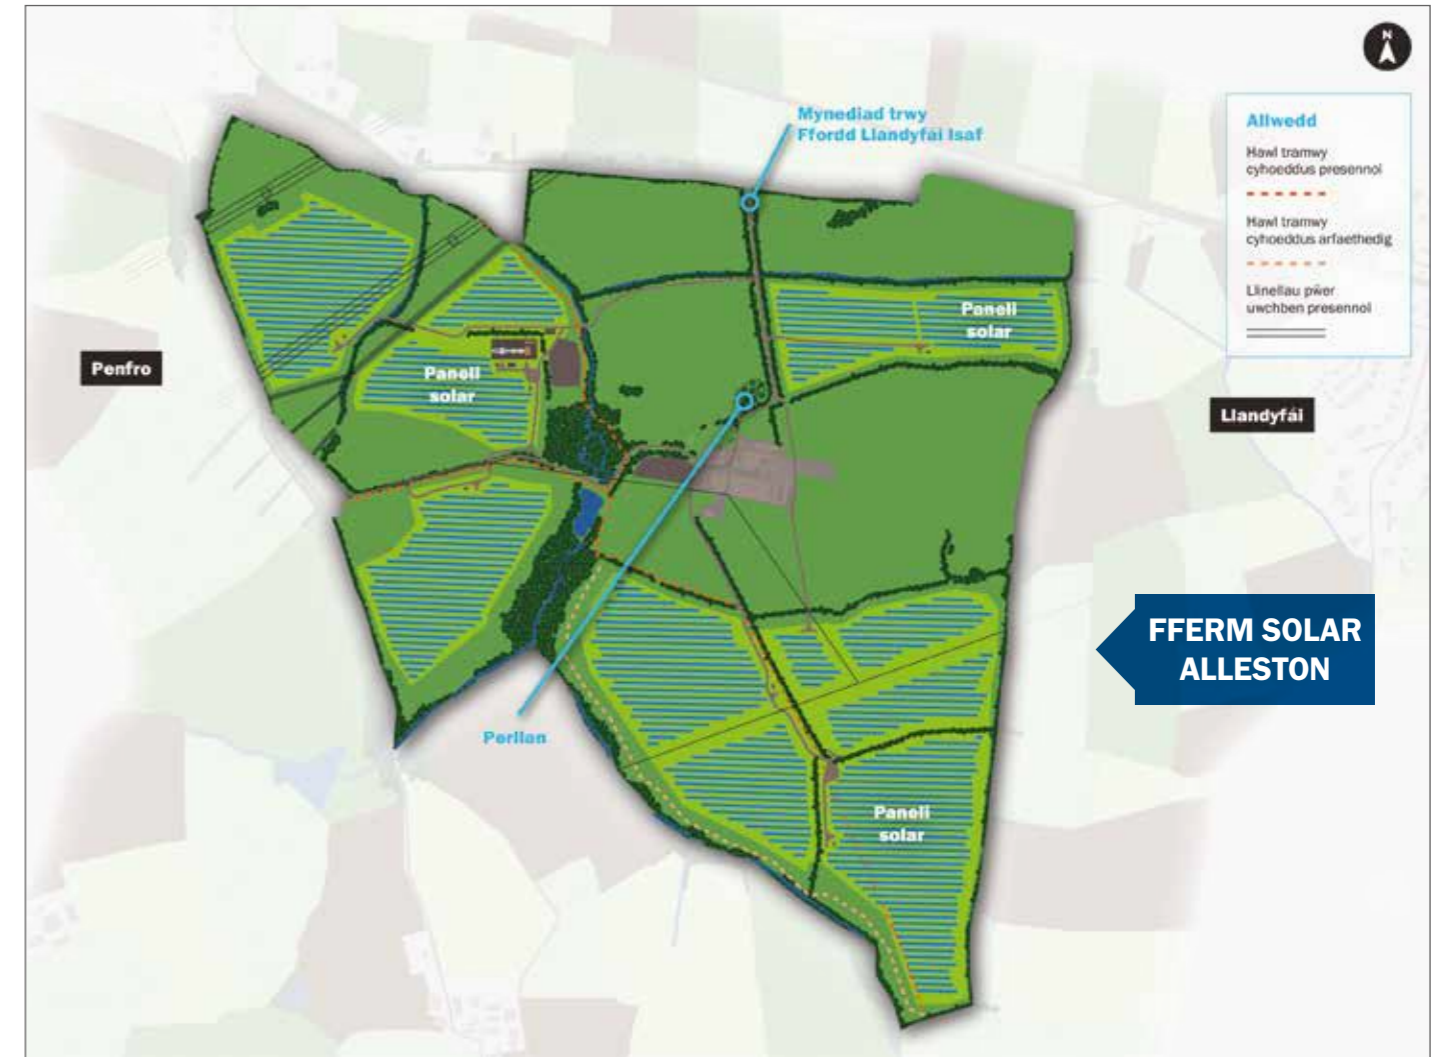 N
Mynediad trwy
Ffordd Llandyfái Isaf
Allwedd
Hawl tramwy
cyhoeddus presennol
Hawl tramwy
cyhoeddus arfaethedig
Llinellau pŵer
uwchben presennol
Paneli
solar
Penfro
Paneli
solar
Llandyfái
FFERM SOLAR
ALLESTON
Perllan
Paneli
solar